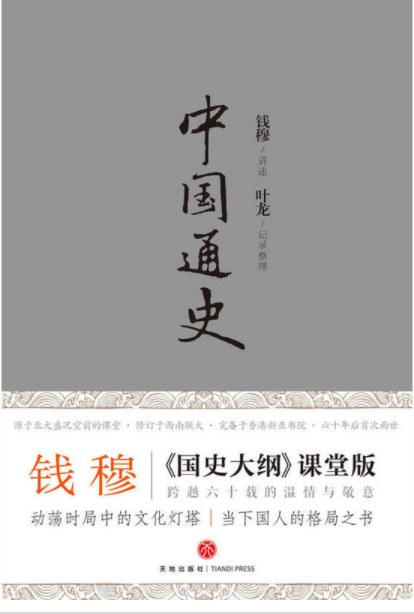 中国通史
钱穆/讲述 叶龙/记录整理
源于北大盛况空前的课堂·修订于西南联大·完备于香港新亚书院·六十年后首次面世
钱穆
《国史大纲》课堂版
跨越六十载的温情与敬意
动荡时局中的文化灯塔|当下国人的格局之书
天地出版社|TIANDI PRESS